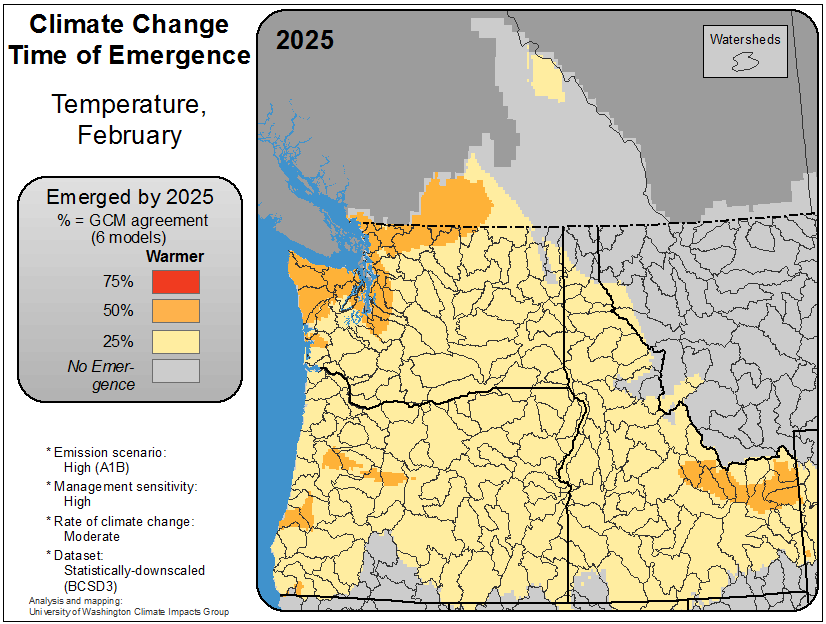 Climate Change
Time of Emergence
Temperature,
February
Emerged by 2025
% = GCM agreement
(6 models)
Warmer
75%
50%
25%
No Emer-
gence
* Emission scenario:
High (A1B)
* Management sensitivity:
High
* Rate of climate change:
Moderate
* Dataset:
Statistically-downscaled
(BCSD3)
Analysis and mapping:
University of Washington Climate Impacts Group
2025
Watersheds